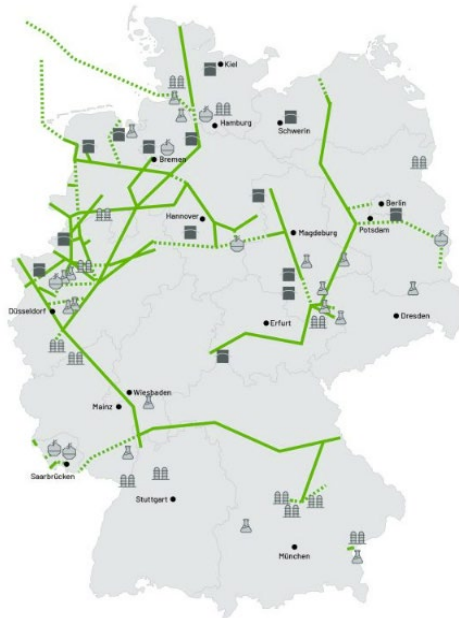 Kiel
Hamburg
Schwerin
Bremen
Berlin
Hannover
Potsdam
Magdeburg
Düsseldorf
Erfurt
Dresden
Wiesbaden
Mainz
Saarbrücken
Stuttgart
München